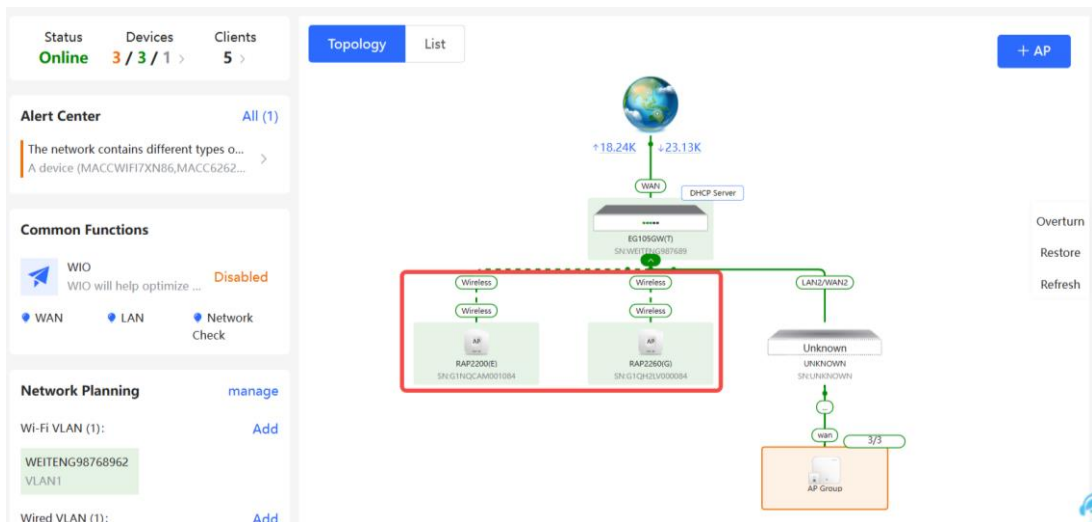 Status Devices Clients
Online 3 / 3 / 1 > 5 >
Alert Center All (1)
The network contains different types o...
A device (MACCWIFI7XN86,MACC6262... >
Common Functions
WIO
WIO will help optimize ... Disabled
WAN LAN Network Check
Network Planning manage
Wi-Fi VLAN (1): Add
WEITENG98768962
VLAN1
Wired VLAN (1): Add
Topology List
+ AP
↑18.24K ↓23.13K
WAN
DHCP Server
EG105GW(T)
SN:WEITENG987689
Wireless Wireless LAN2/WAN2
Wireless Wireless
AP AP
RAP2200(E) RAP2260(G)
SN:G1NQCAM001084 SN:G1QH2LV000084
Unknown
UNKNOWN
SN:UNKNOWN
...
wan 3/3
AP Group
Overturn
Restore
Refresh